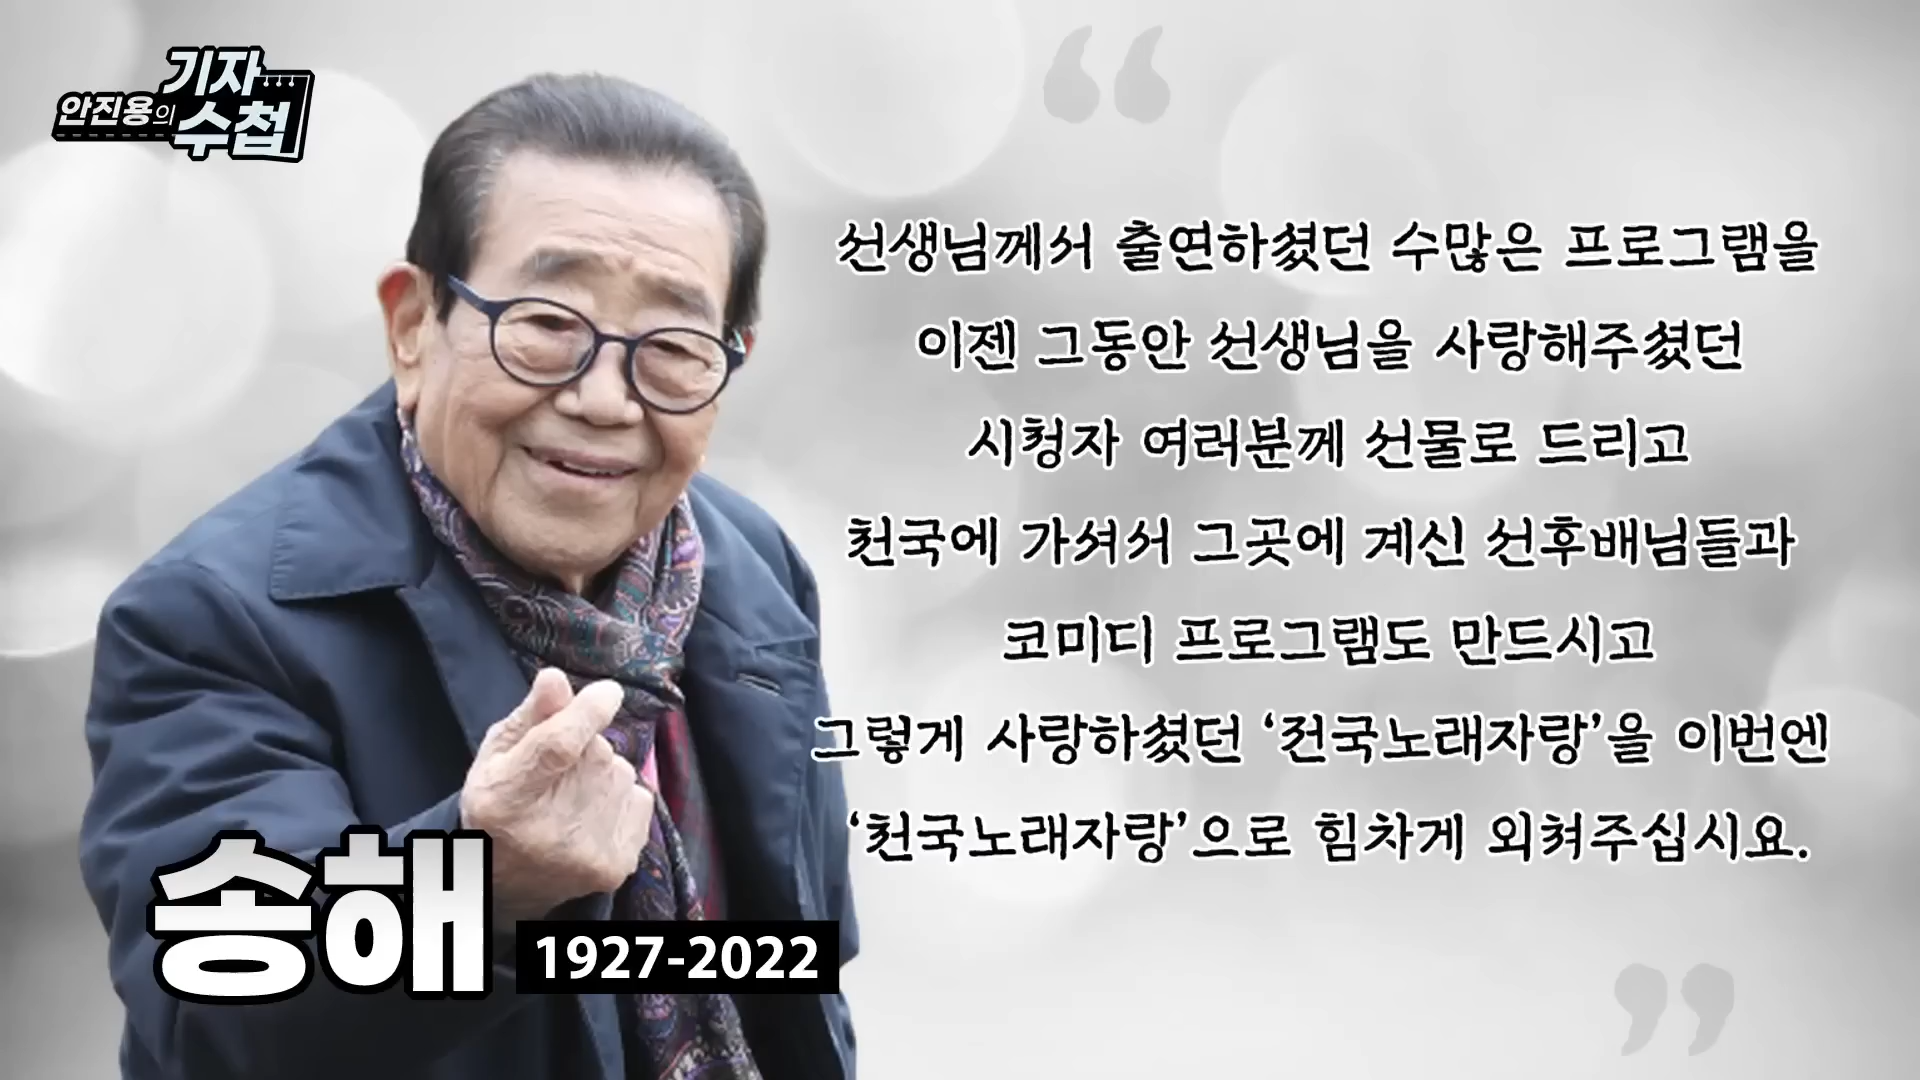 안진용의 기자수첩
선생님께서 출연하셨던 수많은 프로그램을
이젠 그동안 선생님을 사랑해주셨던
시청자 여러분께 선물로 드리고
천국에 가셔서 그곳에 계신 선후배님들과
코미디 프로그램도 만드시고
그렇게 사랑하셨던 ‘전국노래자랑’을 이번엔
‘천국노래자랑’으로 힘차게 외쳐주십시요.
송해
1927-2022